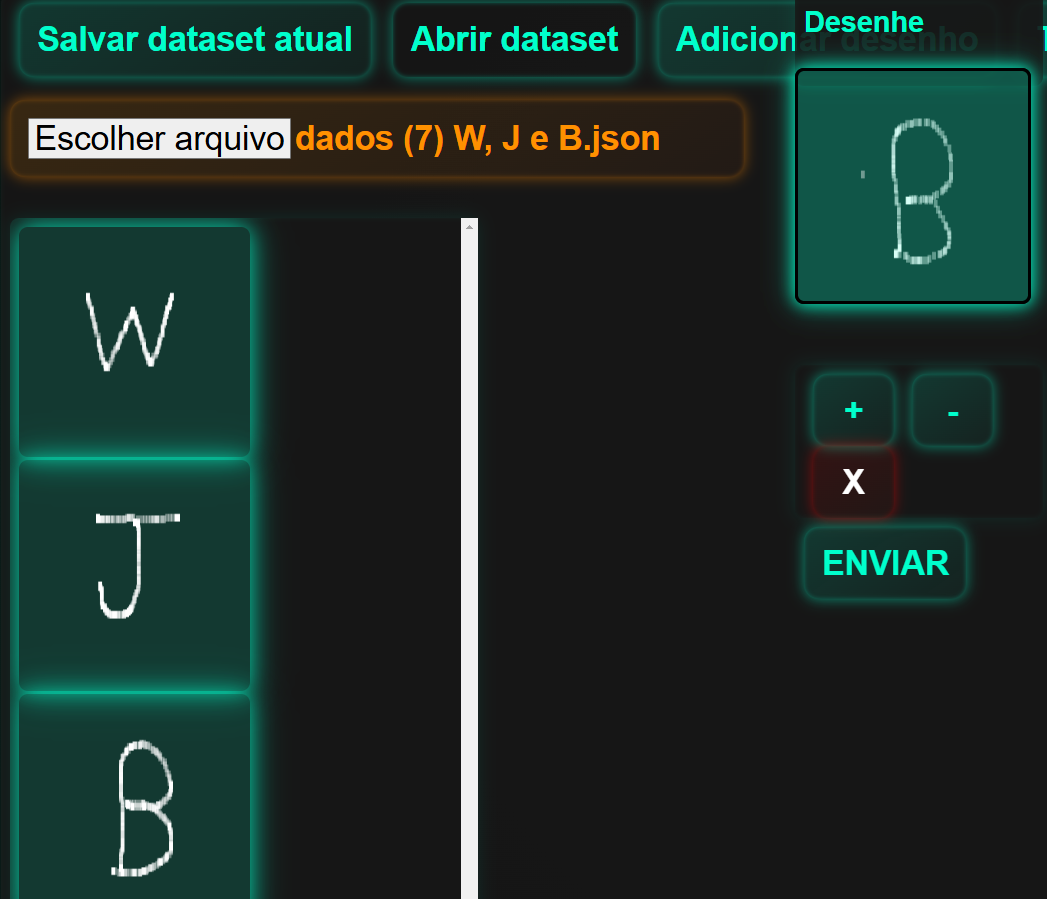 Salvar dataset atual
Abrir dataset
Adicionar desenho
Desenhe
Escolher arquivo dados (7) W, J e B.json
B
W
J
B
+
-
X
ENVIAR